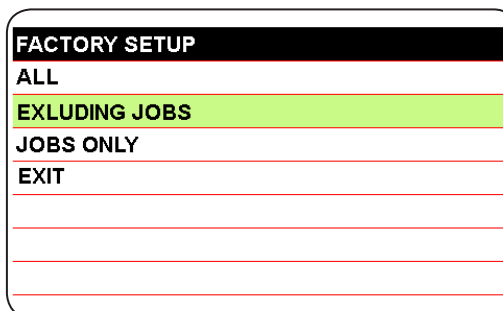 FACTORY SETUP
ALL
EXLUDING JOBS
JOBS ONLY
EXIT